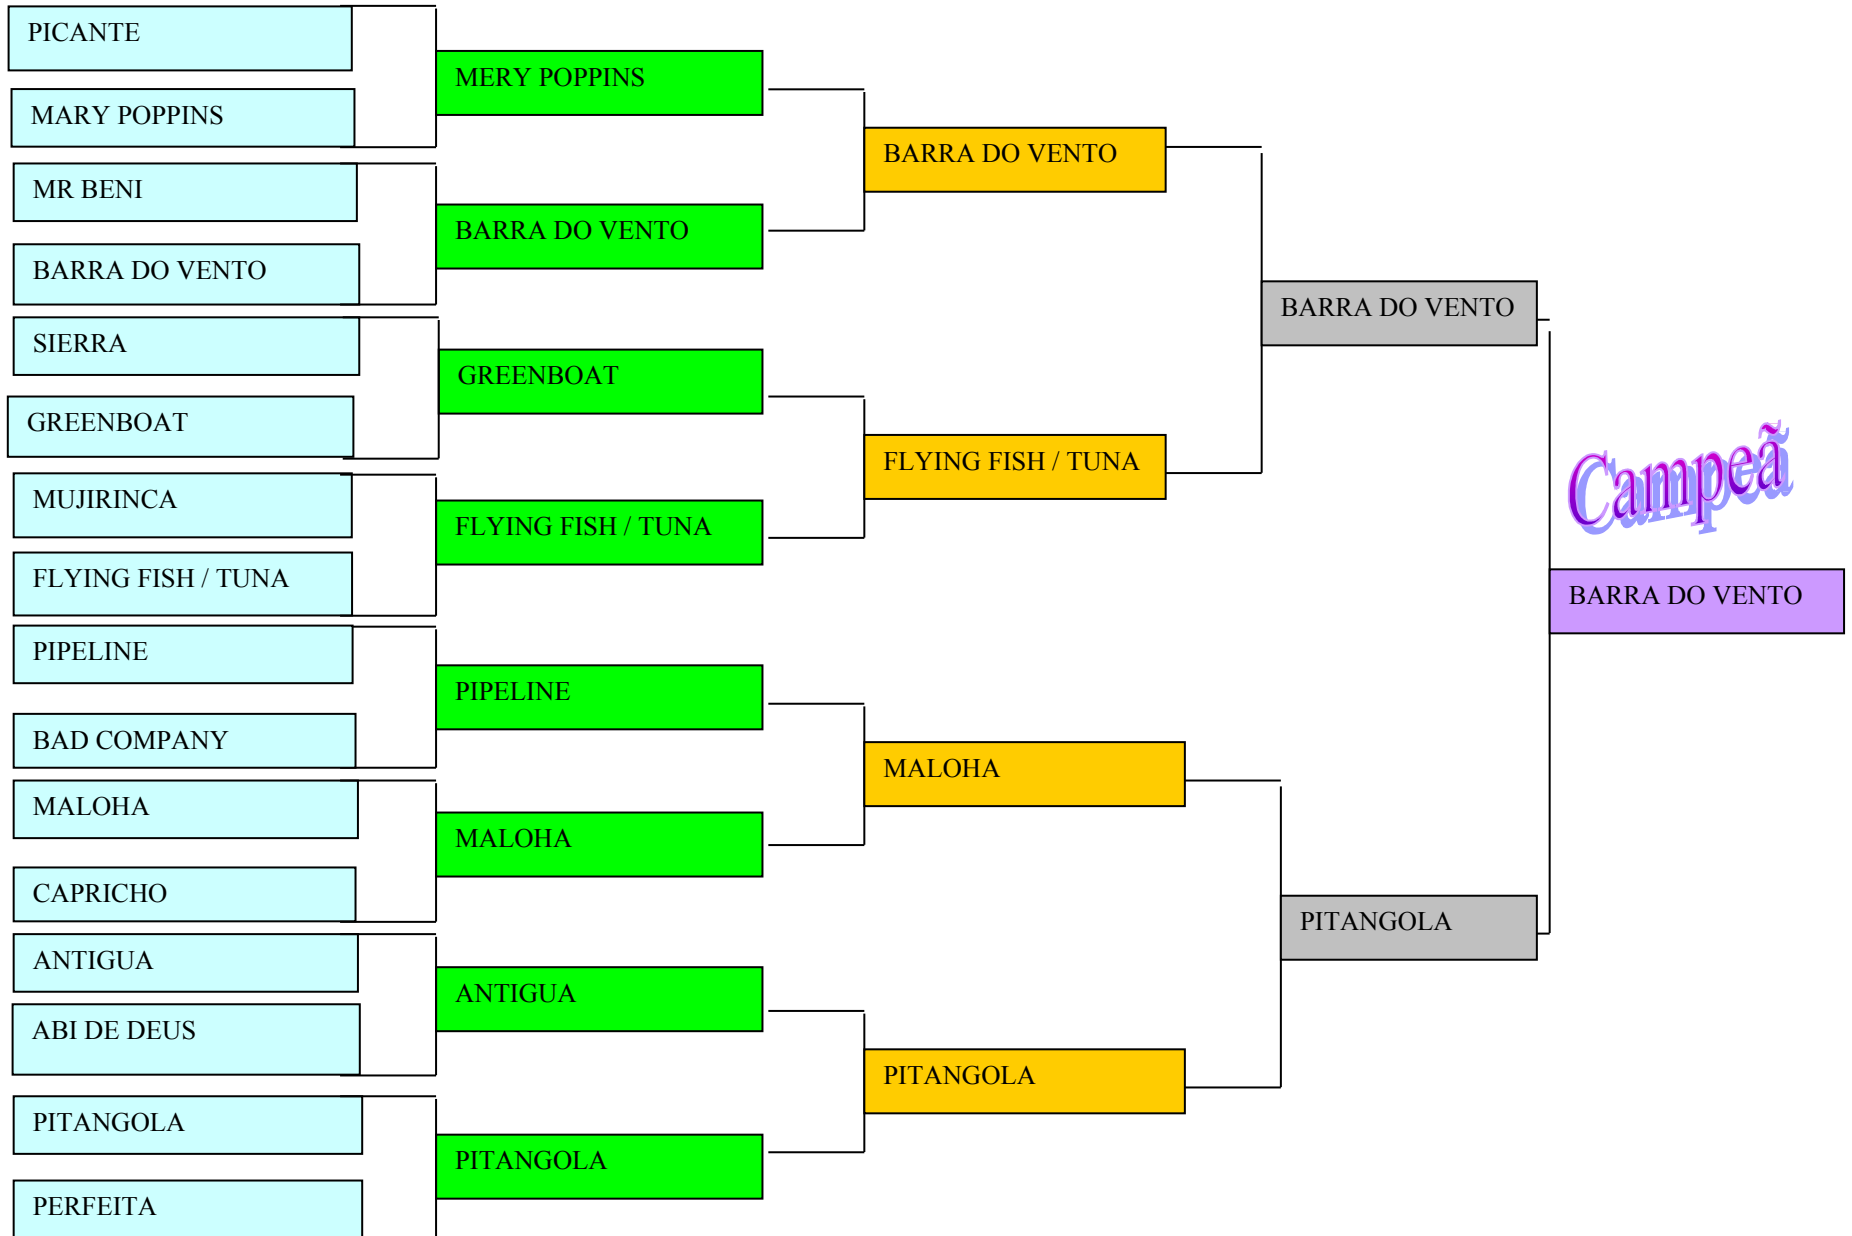 PICANTE
MARY POPPINS
MR BENI
BARRA DO VENTO
SIERRA
GREENBOAT
MUJIRINCA
FLYING FISH / TUNA
PIPELINE
BAD COMPANY
MALOHA
CAPRICHO
ANTIGUA
ABI DE DEUS
PITANGOLA
PERFEITA
MERY POPPINS
BARRA DO VENTO
GREENBOAT
FLYING FISH / TUNA
PIPELINE
MALOHA
ANTIGUA
PITANGOLA
BARRA DO VENTO
FLYING FISH / TUNA
MALOHA
PITANGOLA
BARRA DO VENTO
PITANGOLA
Campeã
BARRA DO VENTO